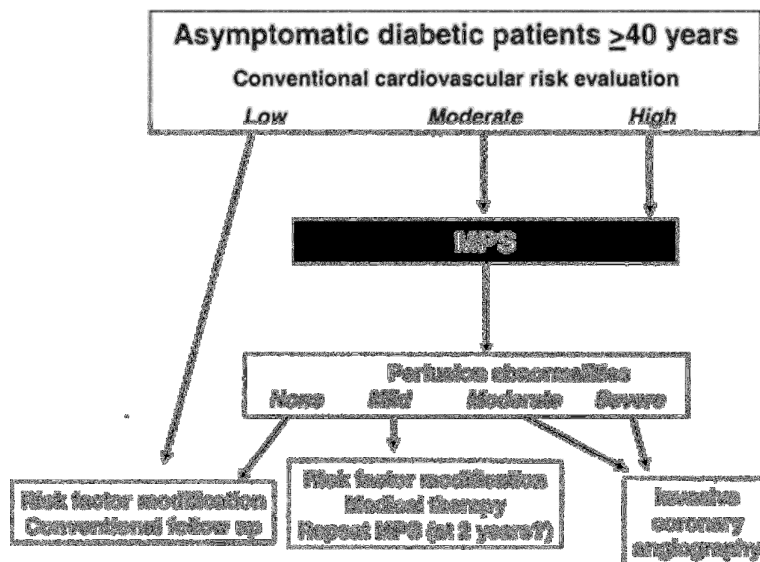 Asymptomatic diabetic patients ≥40 years
Conventional cardiovascular risk evaluation
Low Moderate High
MPS
Perfusion abnormalities
None Mild Moderate Severe
Risk factor modification
Conventional follow up
Risk factor modification
Medical therapy
Repeat MPS (at 2 years?)
Invasive
coronary
angiography